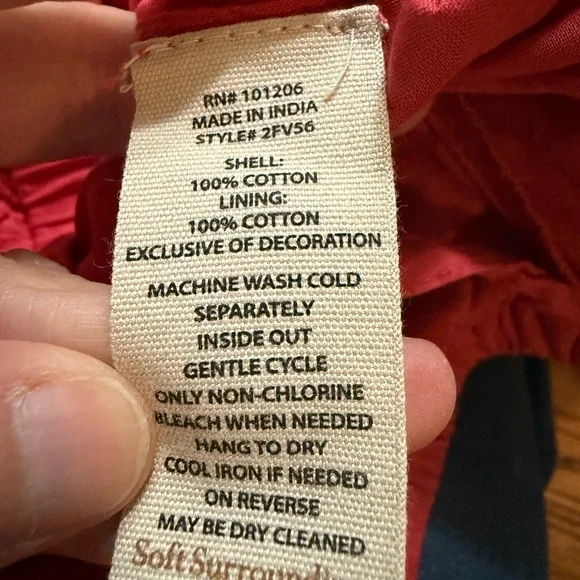 RN# 101206
MADE IN INDIA
STYLE# 2FV56
SHELL:
100% COTTON
LINING:
100% COTTON
EXCLUSIVE OF DECORATION
MACHINE WASH COLD
SEPARATELY
INSIDE OUT
GENTLE CYCLE
ONLY NON-CHLORINE
BLEACH WHEN NEEDED
HANG TO DRY
COOL IRON IF NEEDED
ON REVERSE
MAY BE DRY CLEANED
Soft